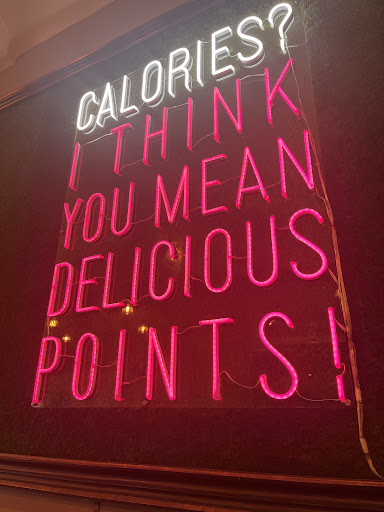 CALORIES?
I THINK
YOU MEAN
DELICIOUS
POINTS!